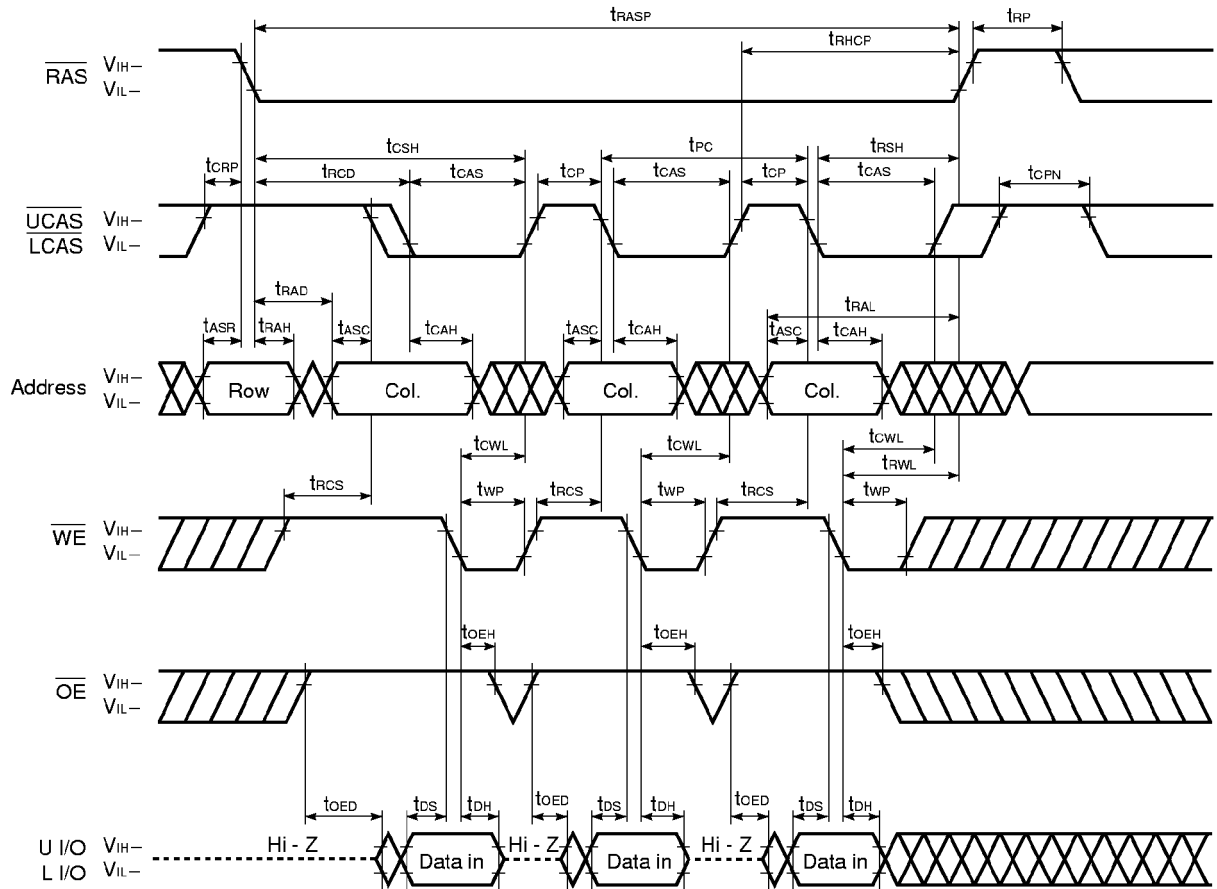 tRASP
tRP
tRHCP
RAS
VIH–
VIL–
tCSH
tPC
tRSH
tCRP
tRCD
tCAS
tCP
tCAS
tCP
tCAS
tCPN
UCAS
LCAS
VIH–
VIL–
tRAD
tRAL
tASR
tRAH
tASC
tCAH
tASC
tCAH
tASC
tCAH
Address
VIH–
VIL–
Row
Col.
Col.
Col.
tCWL
tCWL
tCWL
tRWL
tRCS
tWP
tRCS
tWP
tRCS
tWP
WE
VIH–
VIL–
tOEH
tOEH
tOEH
OE
VIH–
VIL–
tOED
tDS
tDH
tOED
tDS
tDH
tOED
tDS
tDH
U I/O
L I/O
VIH–
VIL–
Hi - Z
Data in
Hi - Z
Data in
Hi - Z
Data in